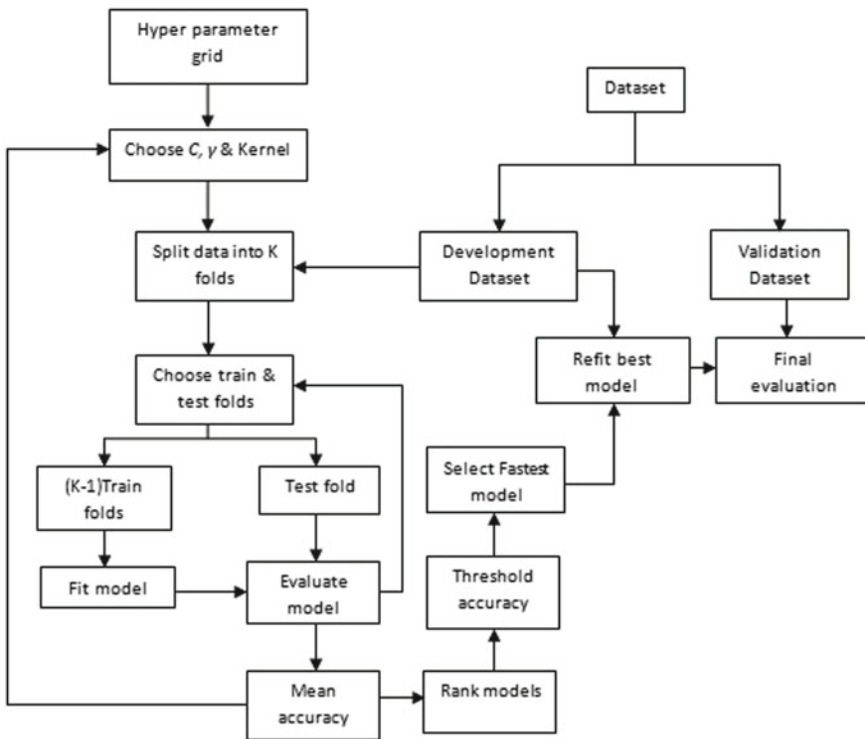 Hyper parameter
grid
Dataset
Choose C, γ & Kernel
Split data into K
folds
Development
Dataset
Validation
Dataset
Choose train &
test folds
Refit best
model
Final
evaluation
(K-1)Train
folds
Test fold
Select Fastest
model
Fit model
Evaluate
model
Threshold
accuracy
Mean
accuracy
Rank models